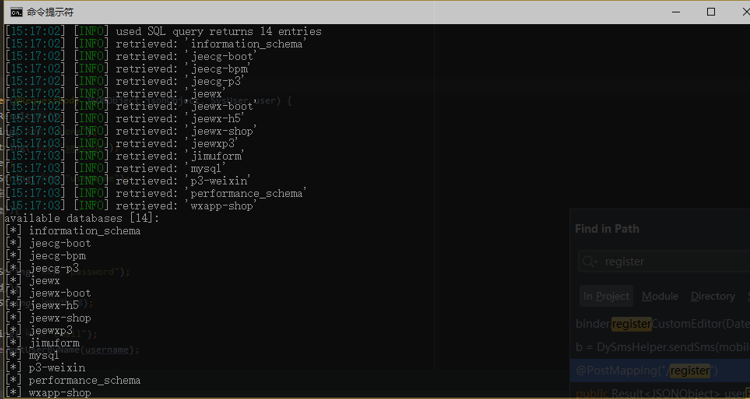 命令提示符
[15:17:02] [INFO] used SQL query returns 14 entries
[15:17:02] [INFO] retrieved: 'information_schema'
[15:17:02] [INFO] retrieved: 'jeecg-boot'
[15:17:02] [INFO] retrieved: 'jeecg-bpm'
[15:17:02] [INFO] retrieved: 'jeecg-p3'
[15:17:02] [INFO] retrieved: 'jeewx'
[15:17:02] [INFO] retrieved: 'jeewx-boot'
[15:17:02] [INFO] retrieved: 'jeewx-h5'
[15:17:03] [INFO] retrieved: 'jeewx-shop'
[15:17:03] [INFO] retrieved: 'jeewxp3'
[15:17:03] [INFO] retrieved: 'jimuform'
[15:17:03] [INFO] retrieved: 'mysql'
[15:17:03] [INFO] retrieved: 'p3-weixin'
[15:17:03] [INFO] retrieved: 'performance_schema'
[15:17:03] [INFO] retrieved: 'wxapp-shop'
available databases [14]:
[*] information_schema
[*] jeecg-boot
[*] jeecg-bpm
[*] jeecg-p3
[*] jeewx
[*] jeewx-boot
[*] jeewx-h5
[*] jeewx-shop
[*] jeewxp3
[*] jimuform
[*] mysql
[*] p3-weixin
[*] performance_schema
[*] wxapp-shop
user) {
password");
Name(username);
Find in Path
register
In Project Module Directory
binder.registerCustomEditor(Date
b = DySmsHelper.sendSms(mobil
@PostMapping("/register")
public Result<JSONObject> use